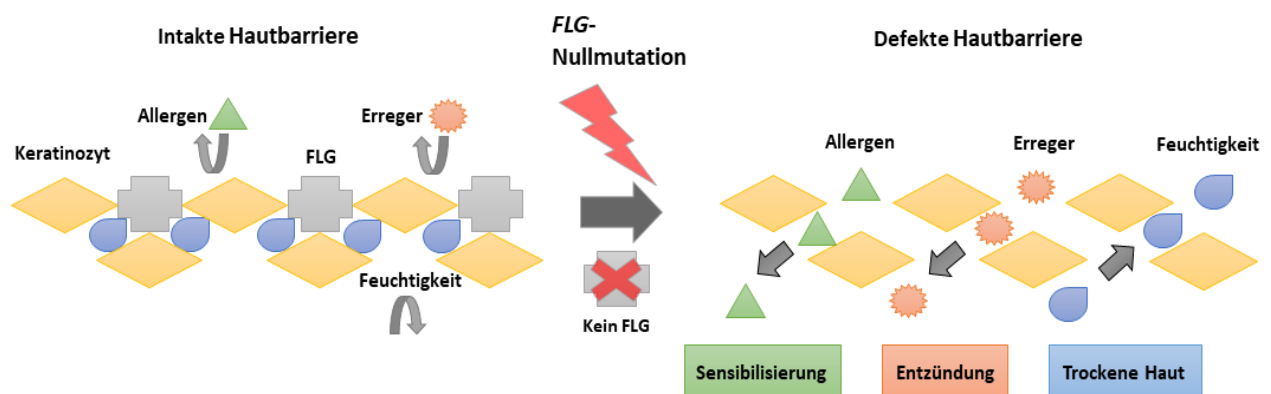 Intakte Hautbarriere
Allergen
Erreger
Keratinozyt
FLG
Feuchtigkeit
FLG-
Nullmutation
Kein FLG
Defekte Hautbarriere
Allergen
Erreger
Feuchtigkeit
Sensibilisierung
Entzündung
Trockene Haut